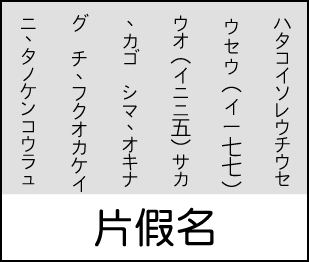 ハタコイソレウチウセ
ウセウ(イ一七七)
ウオ(イニ三五)サカ
、カゴ シマ、オキナ
グ チ、フクオカケイ
ニ、タノケンコウラュ
片假名